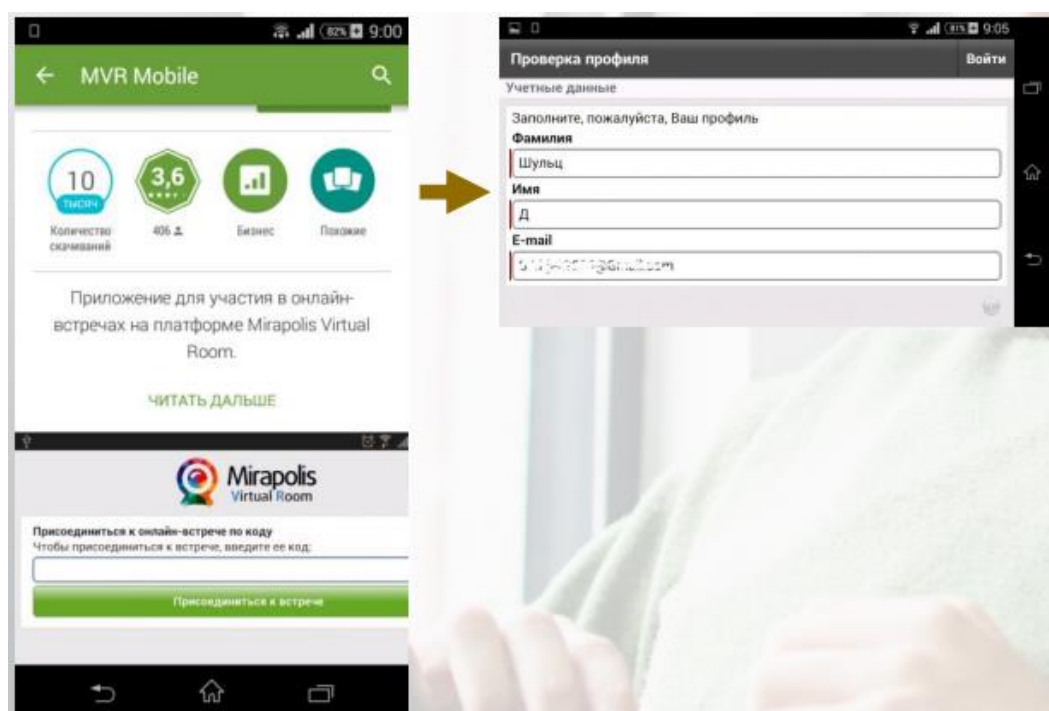 82% 9:00
MVR Mobile
10
тысяч
3,6
Количество
скачиваний
406
Бизнес
Похожие
Приложение для участия в онлайн-
встречах на платформе Mirapolis Virtual
Room.
ЧИТАТЬ ДАЛЬШЕ
Mirapolis
Virtual Room
Присоединиться к онлайн-встрече по коду
Чтобы присоединиться к встрече, введите ее код:
Присоединиться к встрече
81% 9:05
Проверка профиля
Войти
Учетные данные
Заполните, пожалуйста, Ваш профиль
Фамилия
Шульц
Имя
Д
E-mail